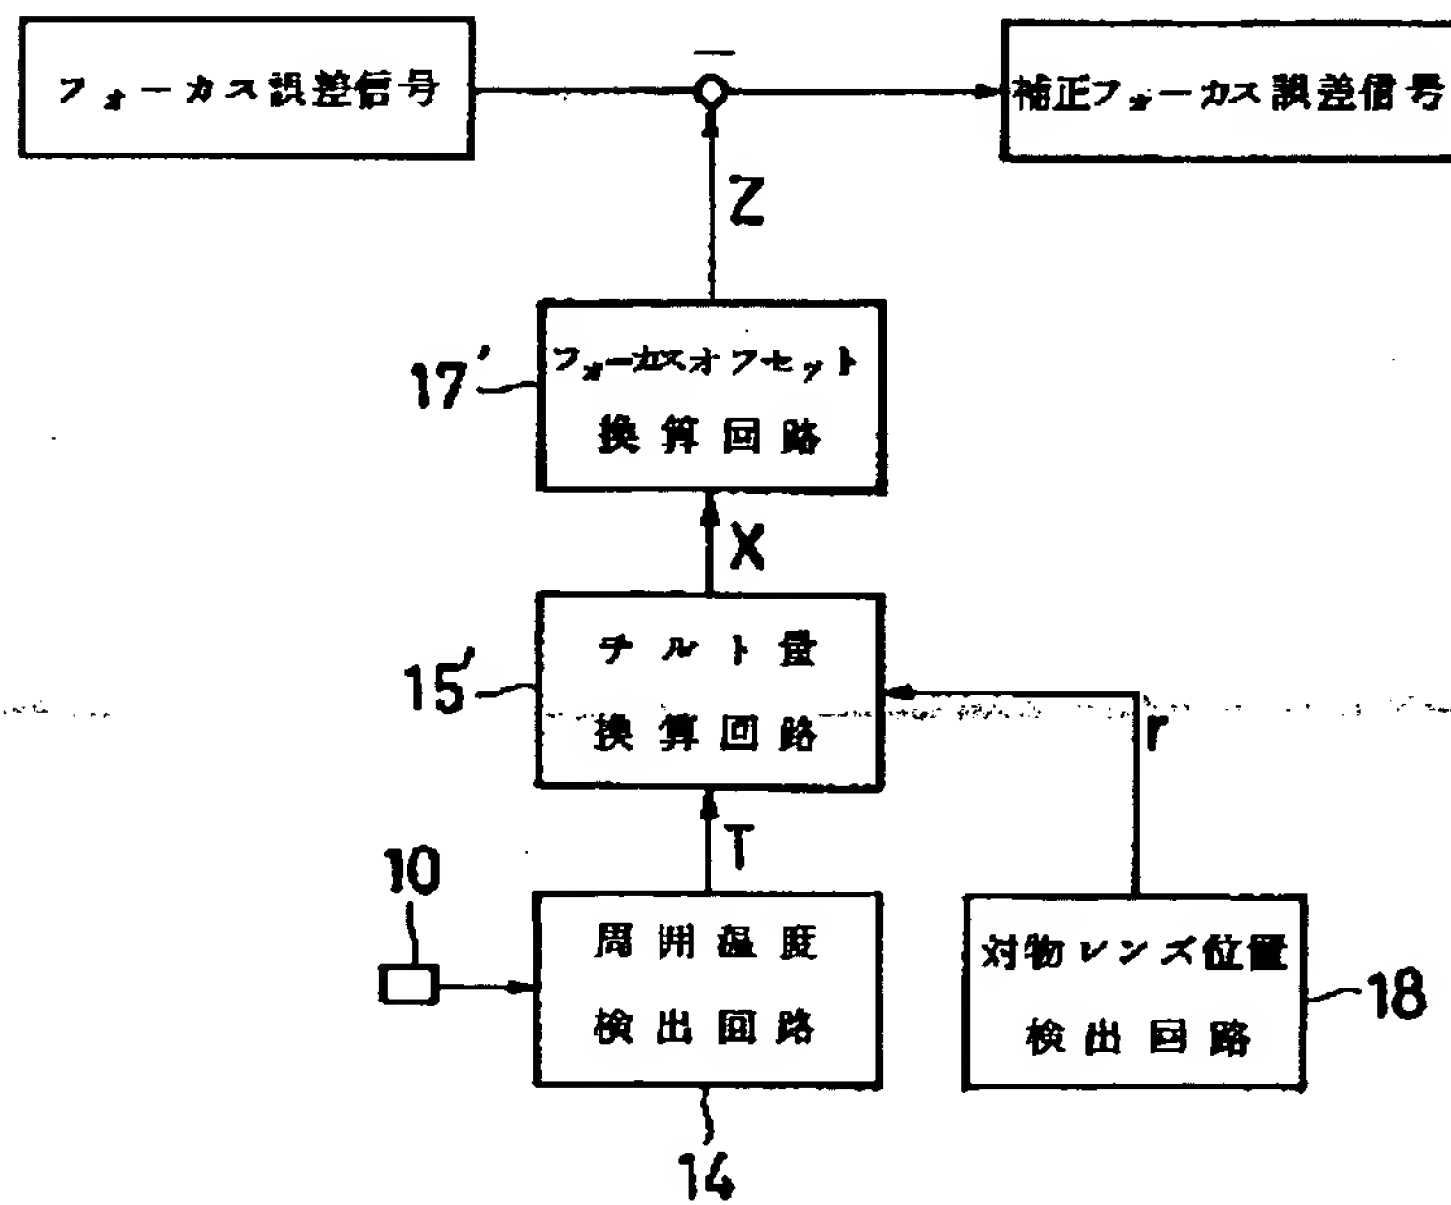 フォーカス誤差信号
−
補正フォーカス誤差信号
Z
17'
フォーカスオフセット
換算回路
X
15'
チルト量
換算回路
r
T
10
周囲温度
検出回路
対物レンズ位置
検出回路
18
14